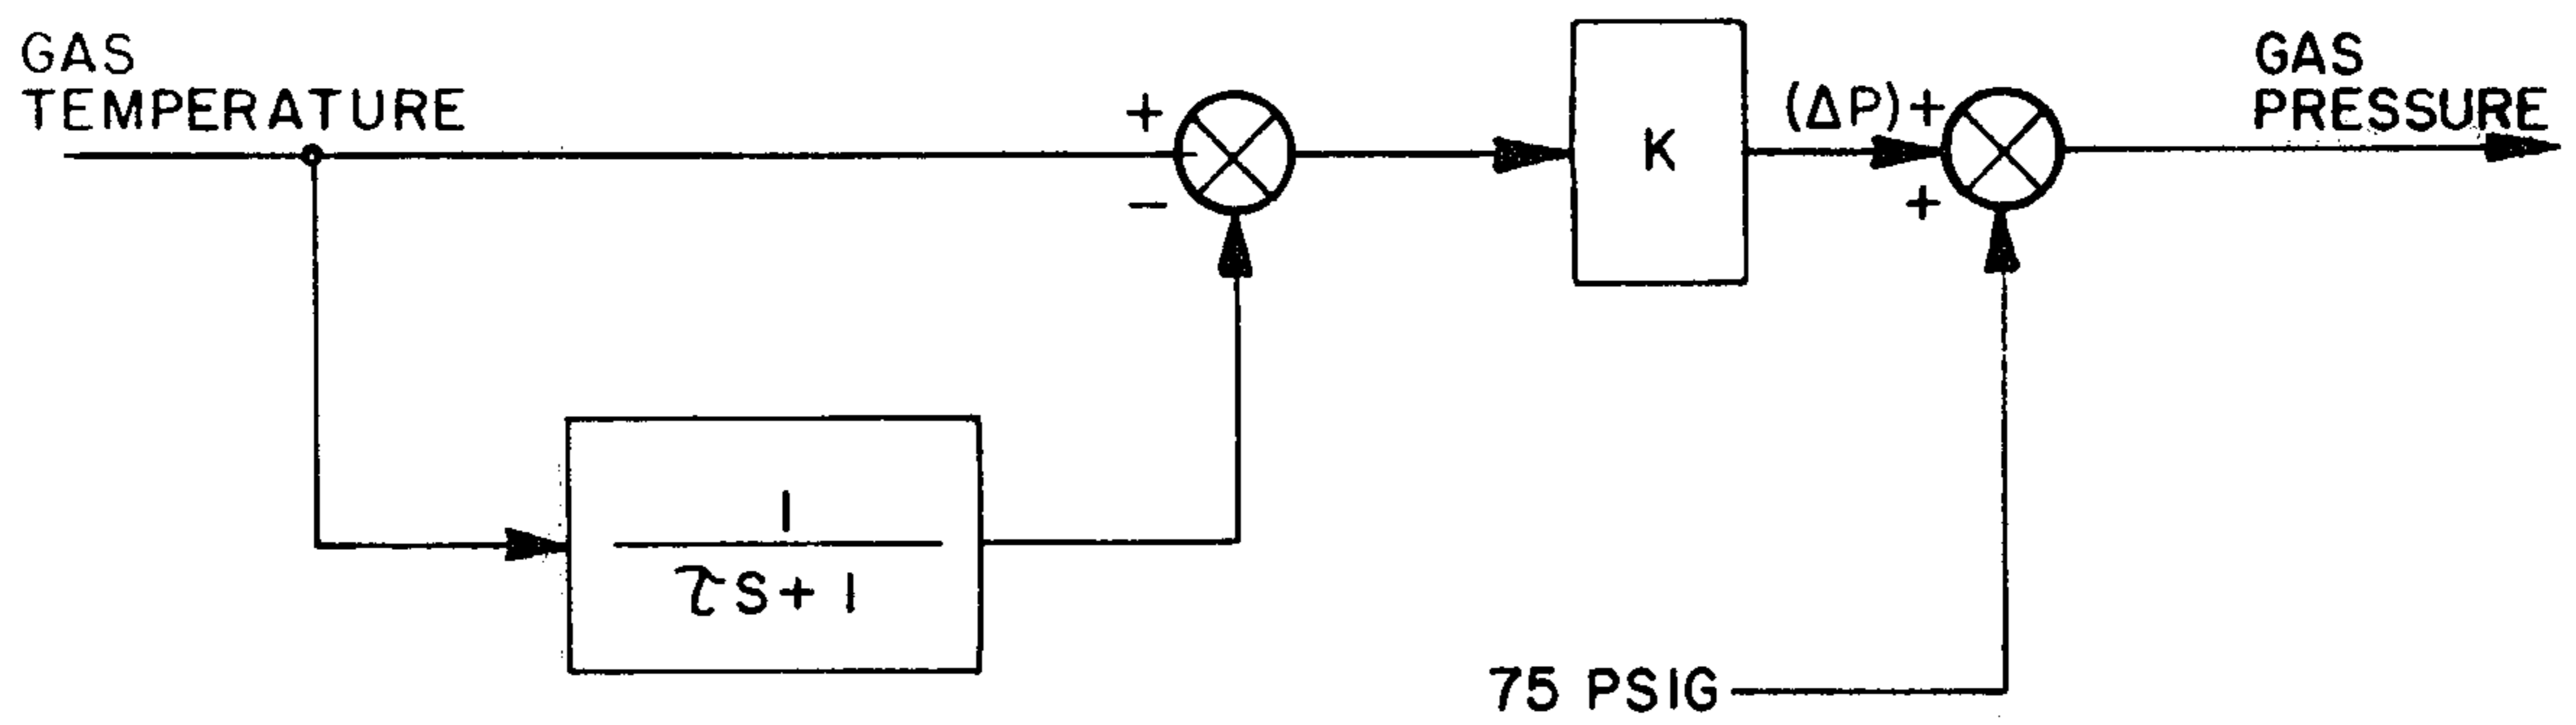 GAS
TEMPERATURE
+
−
K
(ΔP)+
+
GAS
PRESSURE
1
τS+1
75 PSIG